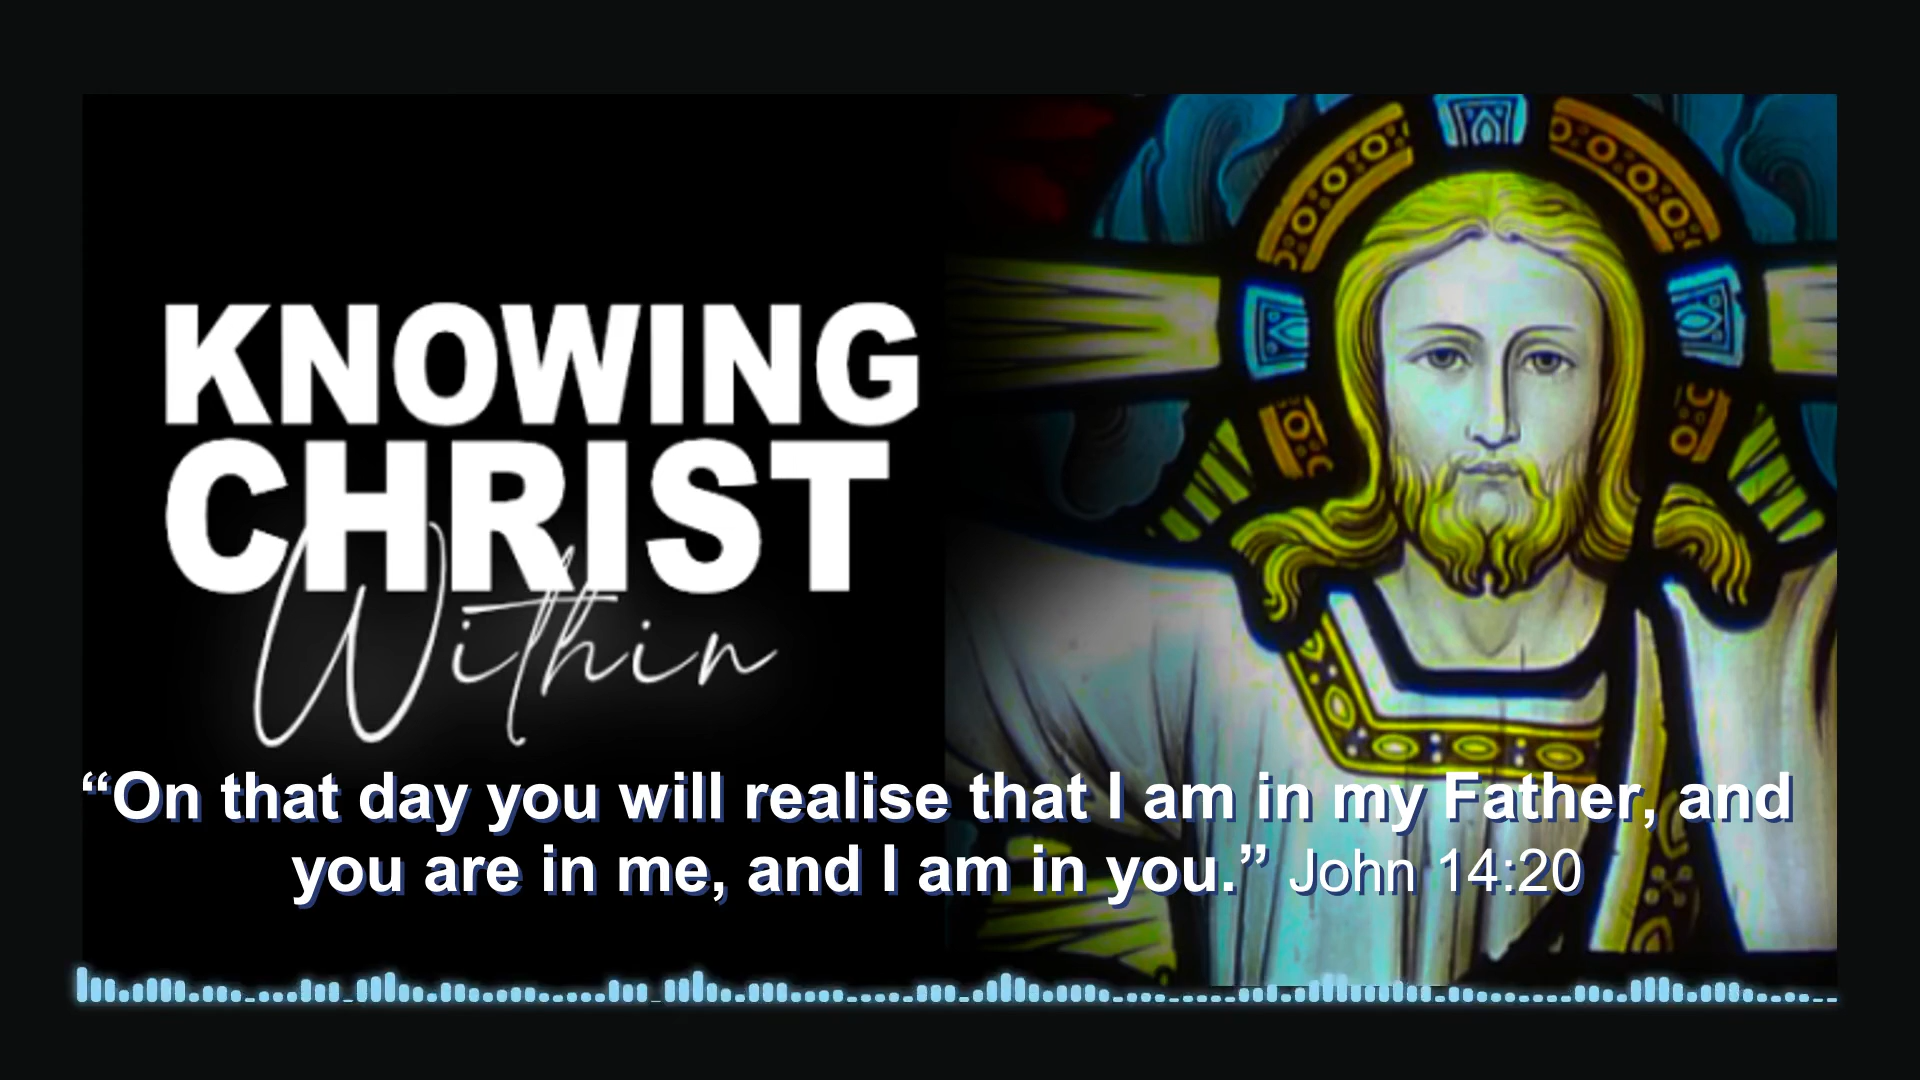 KNOWING
CHRIST
Within
“On that day you will realise that I am in my Father, and
you are in me, and I am in you.” John 14:20